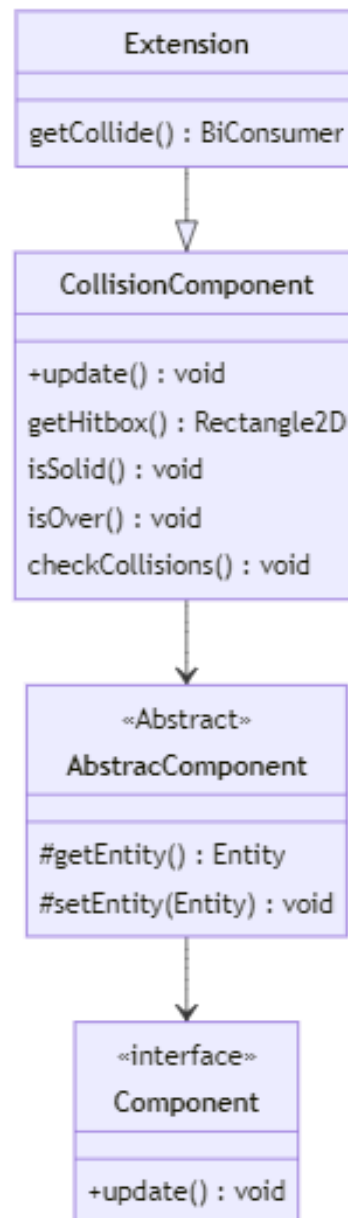 Extension
getCollide() : BiConsumer
CollisionComponent
+update() : void
getHitbox() : Rectangle2D
isSolid() : void
isOver() : void
checkCollisions() : void
«Abstract»
AbstracComponent
#getEntity() : Entity
#setEntity(Entity) : void
«interface»
Component
+update() : void